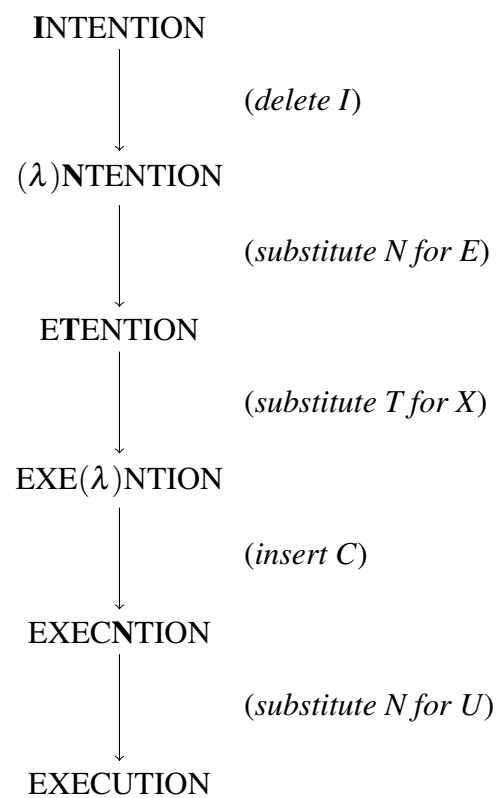 INTENTION
(delete I)
(λ)NTENTION
(substitute N for E)
ETENTION
(substitute T for X)
EXE(λ)NTION
(insert C)
EXECNTION
(substitute N for U)
EXECUTION